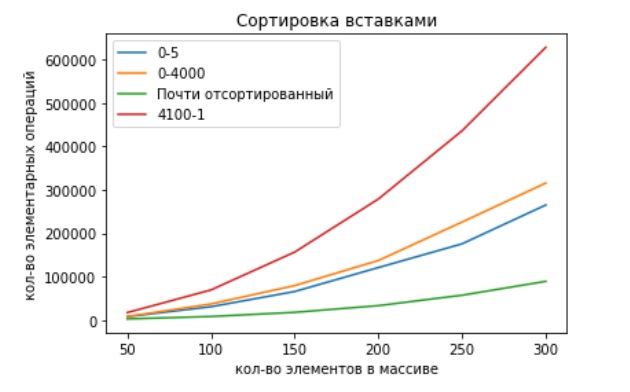 Сортировка вставками
0-5
0-4000
Почти отсортированный
4100-1
кол-во элементарных операций
600000
500000
400000
300000
200000
100000
0
50 100 150 200 250 300
кол-во элементов в массиве